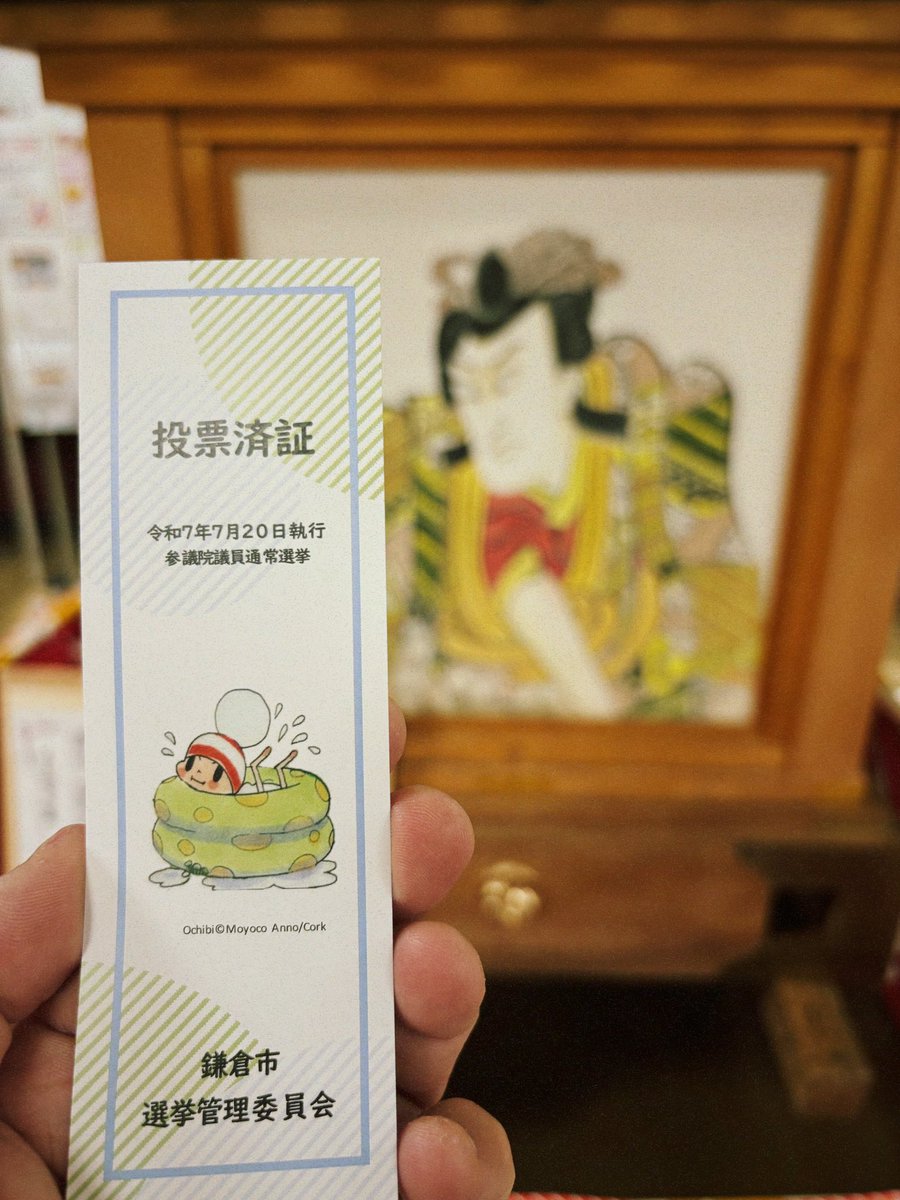 投票済証
令和7年7月20日執行
参議院議員通常選挙
Ochibi©Moyoco Anno/Cork
鎌倉市
選挙管理委員会